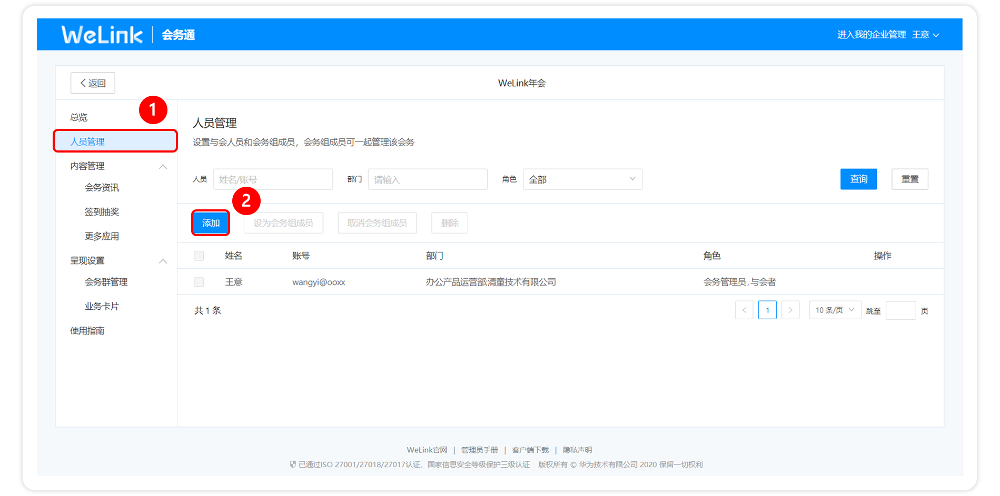 WeLink 会务通 进入我的企业管理 王意
返回 WeLink年会
1
总览
人员管理
内容管理
会务资讯
签到抽奖
更多应用
呈现设置
会务群管理
业务卡片
使用指南
人员管理
设置与会人员和会务组成员，会务组成员可一起管理该会务
人员 姓名/账号 部门 请输入 角色 全部 查询 重置
2
添加 设为会务组成员 取消会务组成员 删除
姓名 账号 部门 角色 操作
王意 wangyi@ooxx 办公产品运营部;清童技术有限公司 会务管理员,与会者
共 1 条 < 1 > 10 条/页 跳至 页
WeLink官网 | 管理员手册 | 客户端下载 | 隐私声明
已通过ISO 27001/27018/27017认证，国家信息安全等级保护三级认证 版权所有 © 华为技术有限公司 2020 保留一切权利